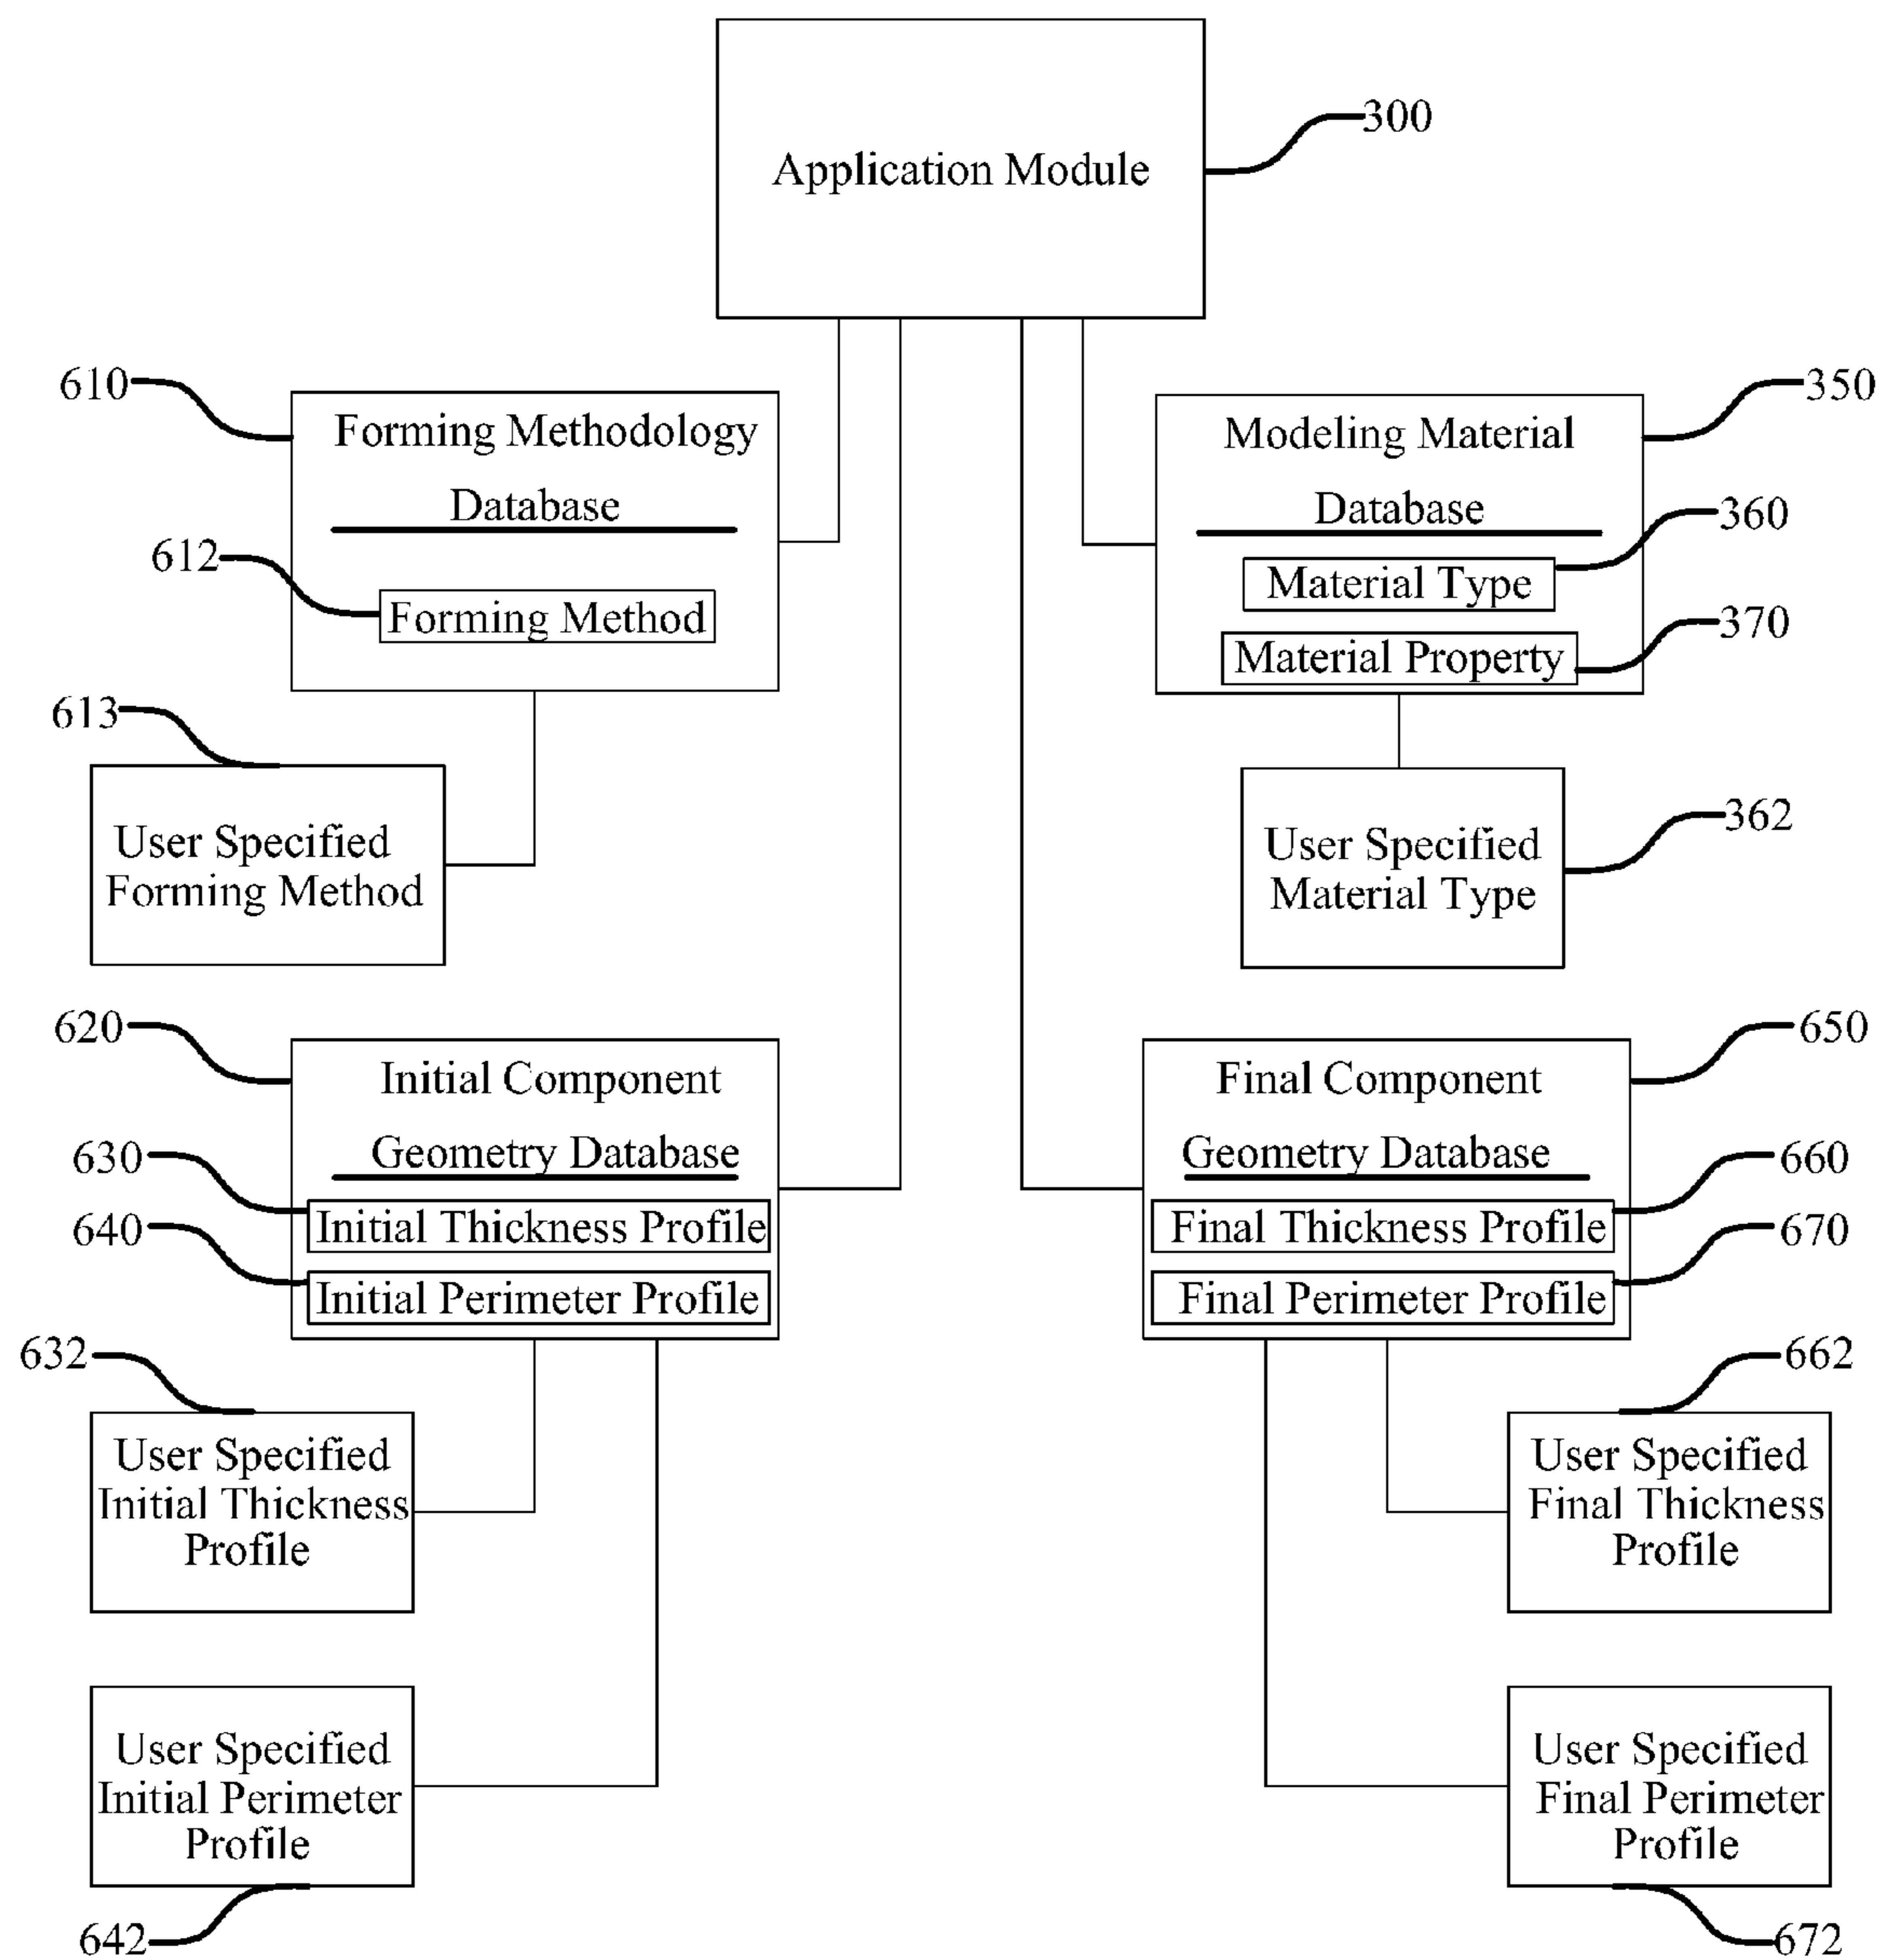 Application Module
300
610
Forming Methodology
Database
612
Forming Method
350
Modeling Material
Database
360
Material Type
370
Material Property
613
User Specified
Forming Method
362
User Specified
Material Type
620
Initial Component
Geometry Database
630
Initial Thickness Profile
640
Initial Perimeter Profile
650
Final Component
Geometry Database
660
Final Thickness Profile
670
Final Perimeter Profile
632
User Specified
Initial Thickness
Profile
662
User Specified
Final Thickness
Profile
User Specified
Initial Perimeter
Profile
642
User Specified
Final Perimeter
Profile
672